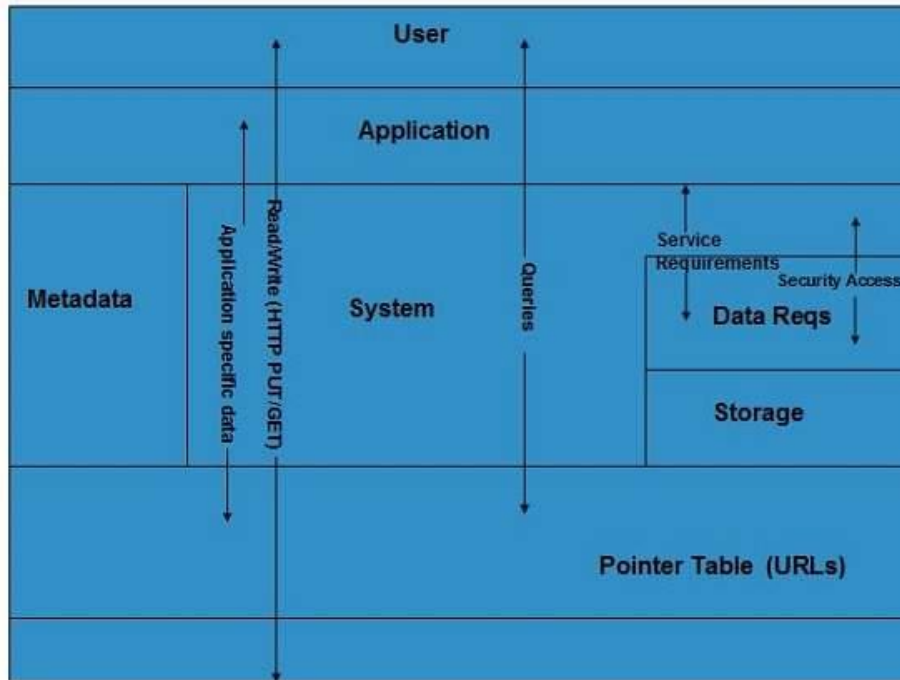 User
Application
Metadata
Application specific data
Read/Write (HTTP PUT/GET)
System
Queries
Service
Requirements
Security Access
Data Reqs
Storage
Pointer Table (URLs)